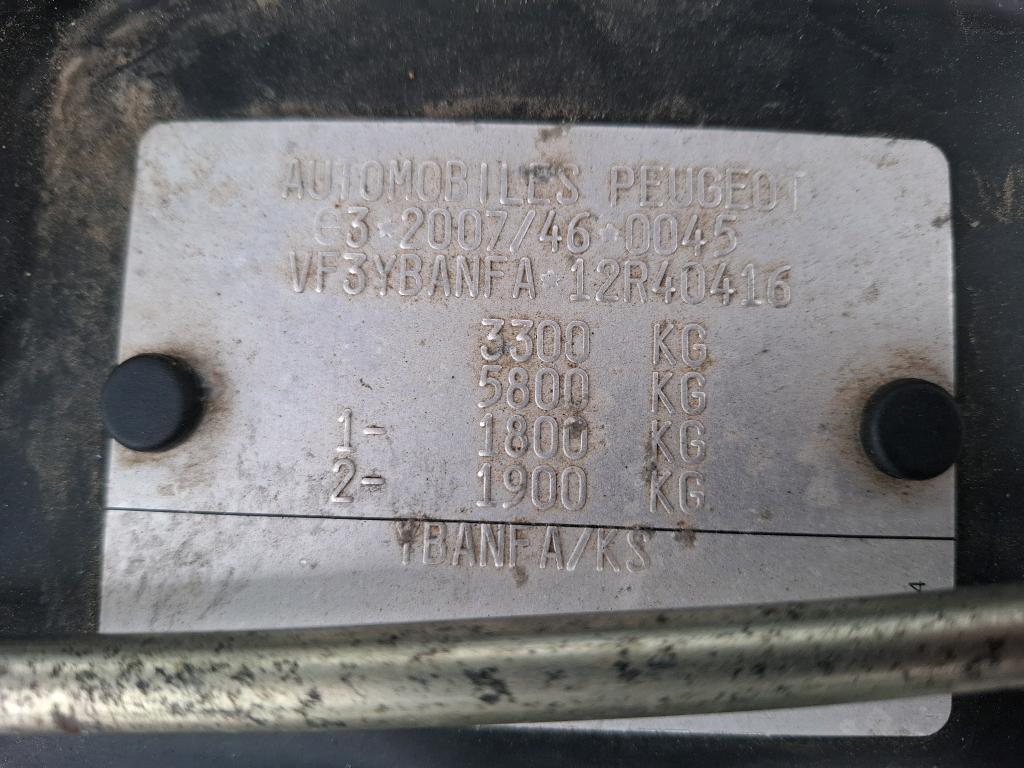 AUTOMOBILES PEUGEOT
e3*2007/46*0045
VF3YBANFA*12R40416
3300 KG
5800 KG
1- 1800 KG
2- 1900 KG
YBANFA/KS
4